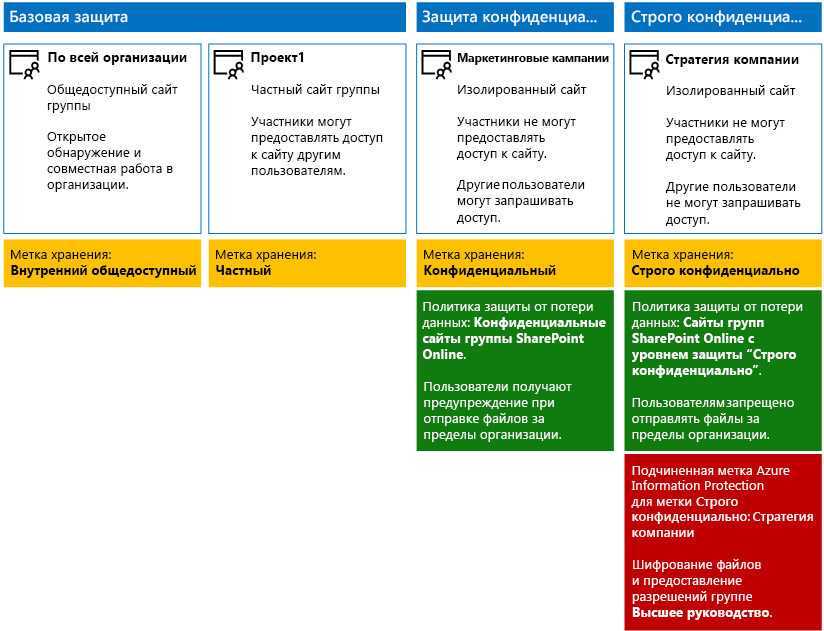 Базовая защита
Защита конфиденциа...
Строго конфиденциа...
По всей организации
Общедоступный сайт
группы
Открытое
обнаружение и
совместная работа в
организации.
Проект1
Частный сайт группы
Участники могут
предоставлять доступ
к сайту другим
пользователям.
Маркетинговые кампании
Изолированный сайт
Участники не могут
предоставлять
доступ к сайту.
Другие пользователи
могут запрашивать
доступ.
Стратегия компании
Изолированный сайт
Участники не могут
предоставлять
доступ к сайту.
Другие пользователи
не могут запрашивать
доступ.
Метка хранения:
Внутренний общедоступный
Метка хранения:
Частный
Метка хранения:
Конфиденциальный
Метка хранения:
Строго конфиденциально
Политика защиты от потери
данных: Конфиденциальные
сайты группы SharePoint
Online.
Пользователи получают
предупреждение при
отправке файлов за
пределы организации.
Политика защиты от потери
данных: Сайты групп
SharePoint Online с
уровнем защиты “Строго
конфиденциально”.
Пользователям запрещено
отправлять файлы за
пределы организации.
Подчиненная метка Azure
Information Protection
для метки Строго
конфиденциально: Стратегия
компании
Шифрование файлов
и предоставление
разрешений группе
Высшее руководство.